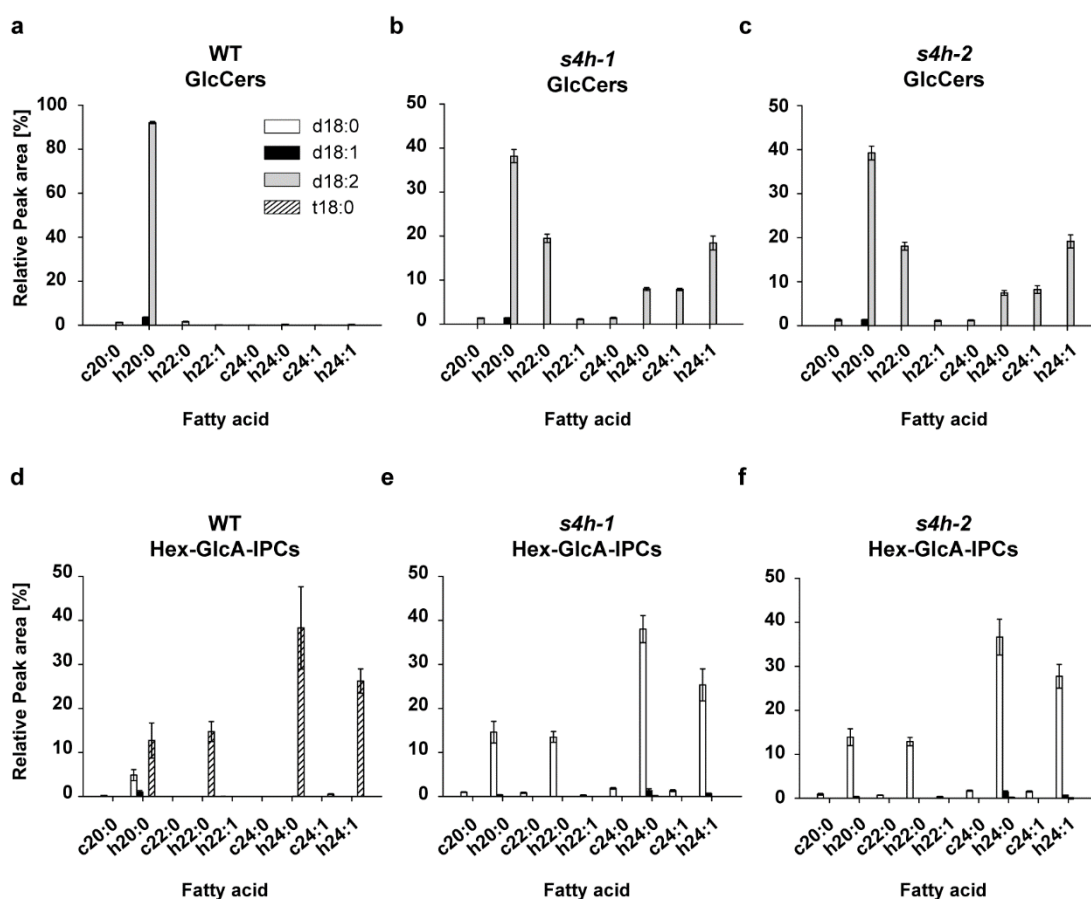 a
WT
GlcCers
Relative Peak area [%]
100
80
60
40
20
0
d18:0
d18:1
d18:2
t18:0
c20:0
h20:0
h22:0
h22:1
c24:0
h24:0
c24:1
h24:1
Fatty acid
b
s4h-1
GlcCers
50
40
30
20
10
0
c20:0
h20:0
h22:0
h22:1
c24:0
h24:0
c24:1
h24:1
Fatty acid
c
s4h-2
GlcCers
50
40
30
20
10
0
c20:0
h20:0
h22:0
h22:1
c24:0
h24:0
c24:1
h24:1
Fatty acid
d
WT
Hex-GlcA-IPCs
Relative Peak area [%]
50
40
30
20
10
0
c20:0
h20:0
c22:0
h22:0
h22:1
c24:0
h24:0
c24:1
h24:1
Fatty acid
e
s4h-1
Hex-GlcA-IPCs
50
40
30
20
10
0
c20:0
h20:0
c22:0
h22:0
h22:1
c24:0
h24:0
c24:1
h24:1
Fatty acid
f
s4h-2
Hex-GlcA-IPCs
50
40
30
20
10
0
c20:0
h20:0
c22:0
h22:0
h22:1
c24:0
h24:0
c24:1
h24:1
Fatty acid